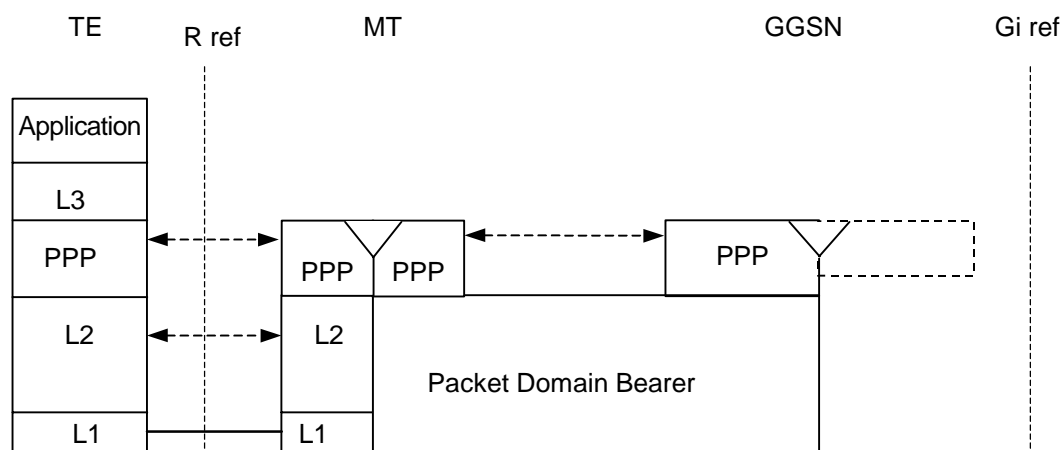 TE
R ref
MT
GGSN
Gi ref
Application
L3
PPP
PPP
PPP
PPP
L2
L2
Packet Domain Bearer
L1
L1